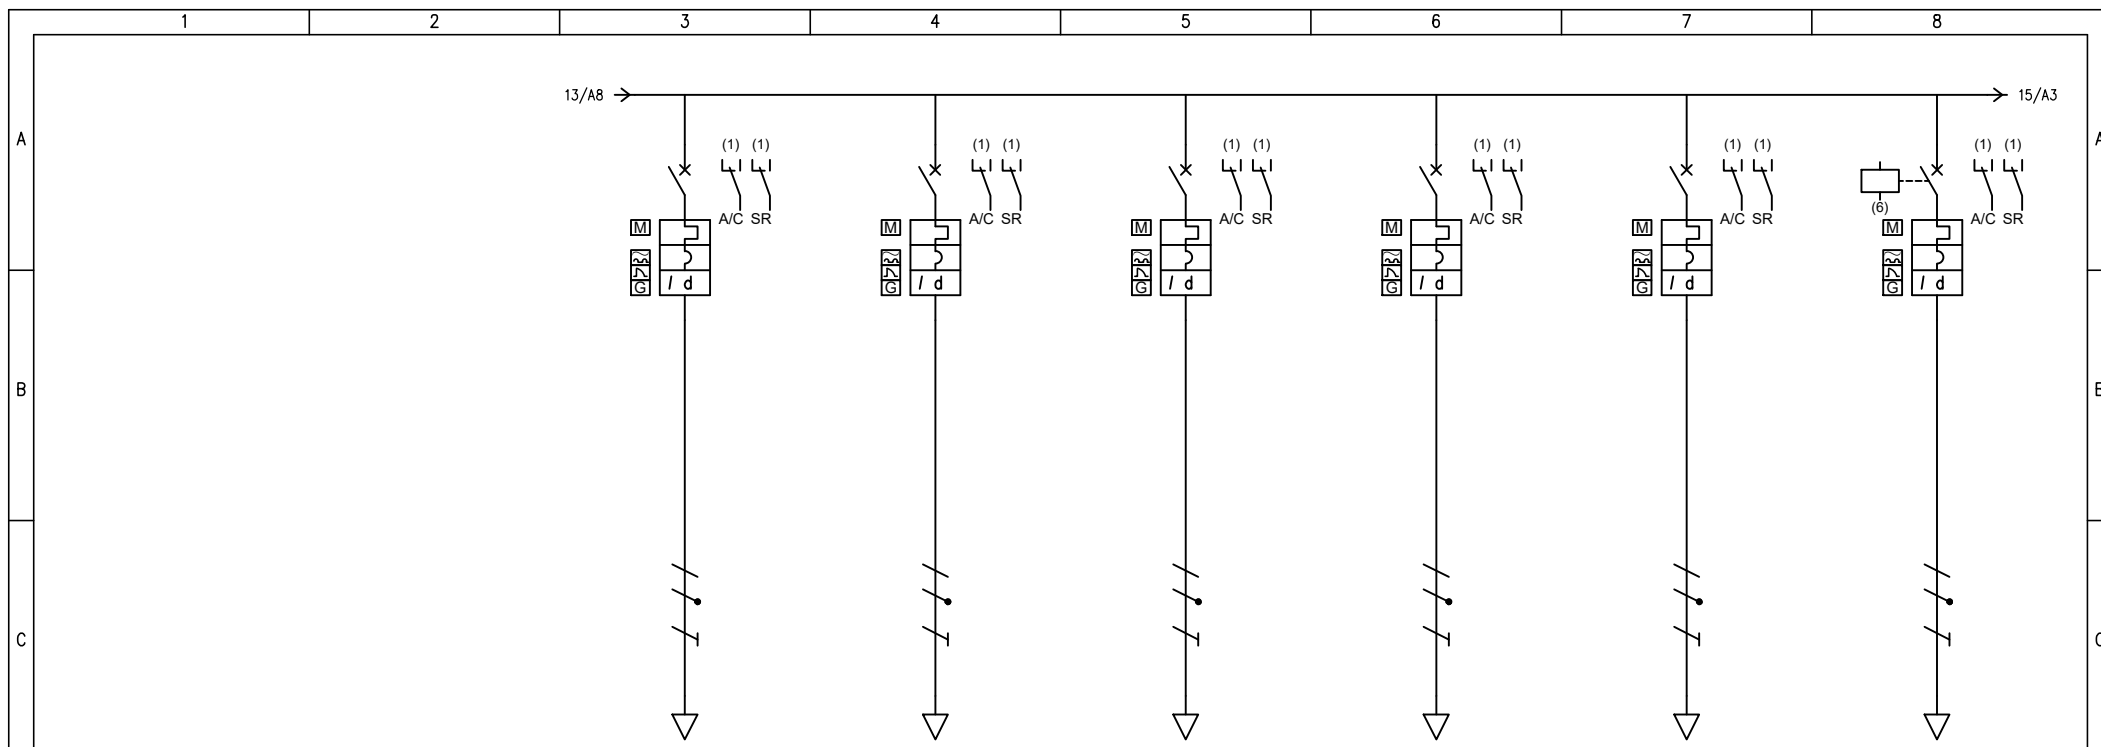 1 2 3 4 5 6 7 8
13/A8 15/A3
A A
(1) (1) (1) (1) (1) (1) (1) (1) (1) (1) (1) (1)
A/C SR A/C SR A/C SR A/C SR A/C SR (6) A/C SR
M M M M M M
G I d G I d G I d G I d G I d G I d
B B
C C